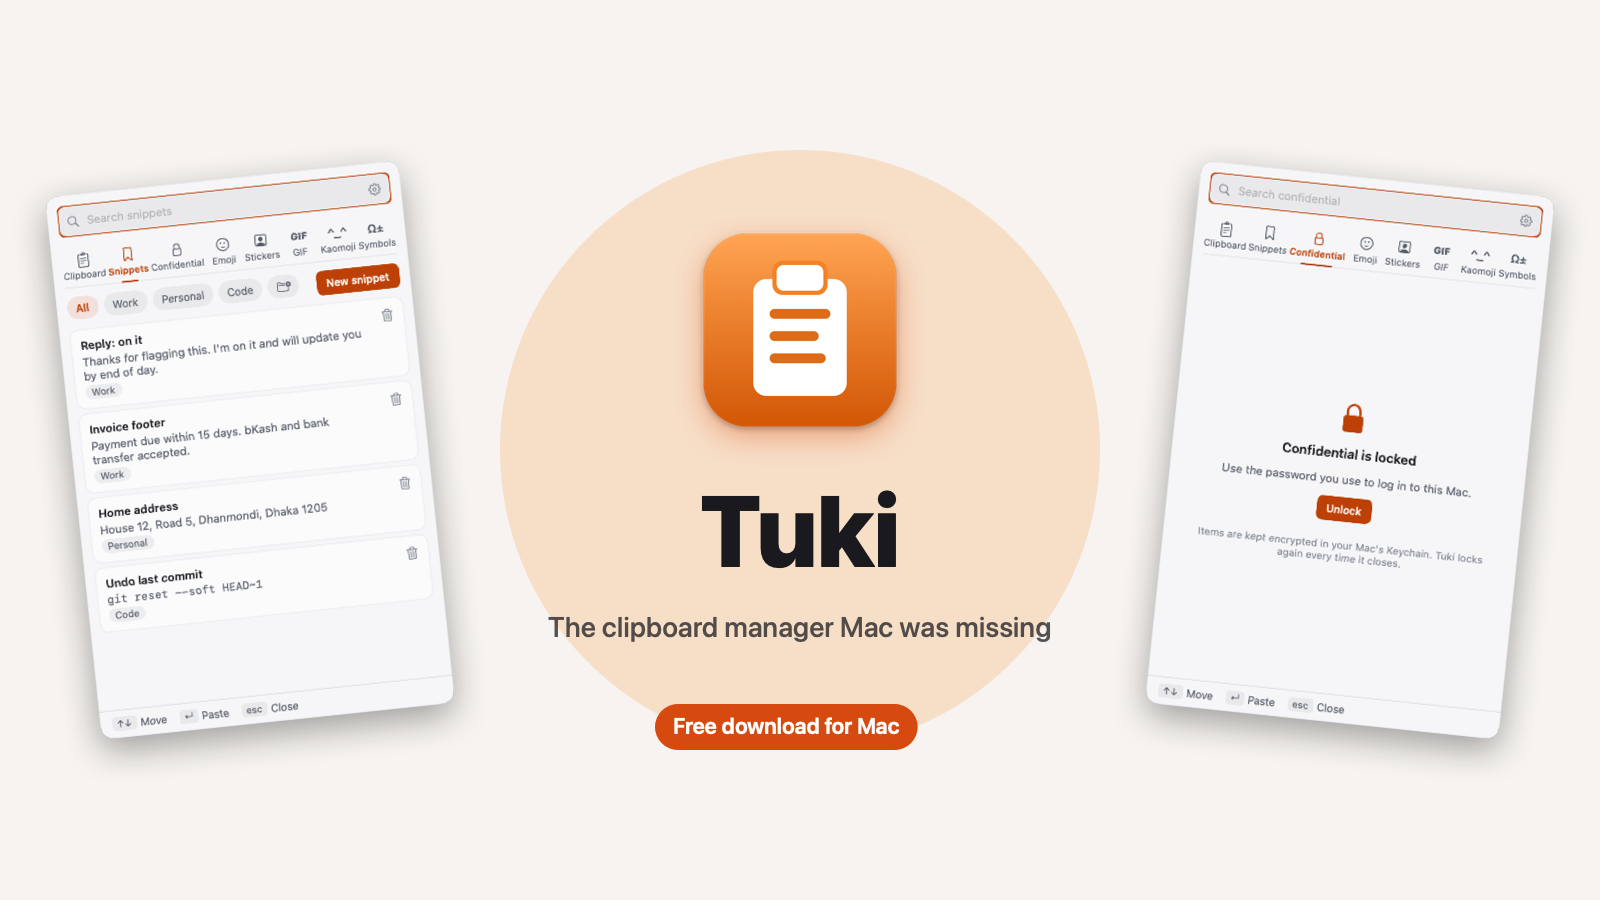 Search snippets
Clipboard Snippets Confidential Emoji Stickers GIF GIF ^_^ Kaomoji Ω± Symbols
All Work Personal Code New snippet
Reply: on it
Thanks for flagging this. I'm on it and will update you
by end of day.
Work
Invoice footer
Payment due within 15 days. bKash and bank
transfer accepted.
Work
Home address
House 12, Road 5, Dhanmondi, Dhaka 1205
Personal
Undo last commit
git reset --soft HEAD~1
Code
↑↓ Move ↵ Paste esc Close
Tuki
The clipboard manager Mac was missing
Free download for Mac
Search confidential
Clipboard Snippets Confidential Emoji Stickers GIF GIF ^_^ Kaomoji Ω± Symbols
Confidential is locked
Use the password you use to log in to this Mac.
Unlock
Items are kept encrypted in your Mac's Keychain. Tuki locks
again every time it closes.
↑↓ Move ↵ Paste esc Close